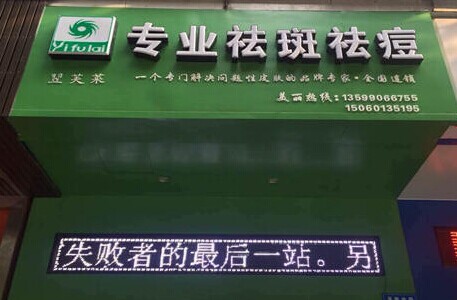 yifulai
专业祛斑祛痘
翌芙莱
一个专门解决问题性皮肤的品牌专家·全国连锁
美丽热线:13599066755
15060135195
失败者的最后一站。另